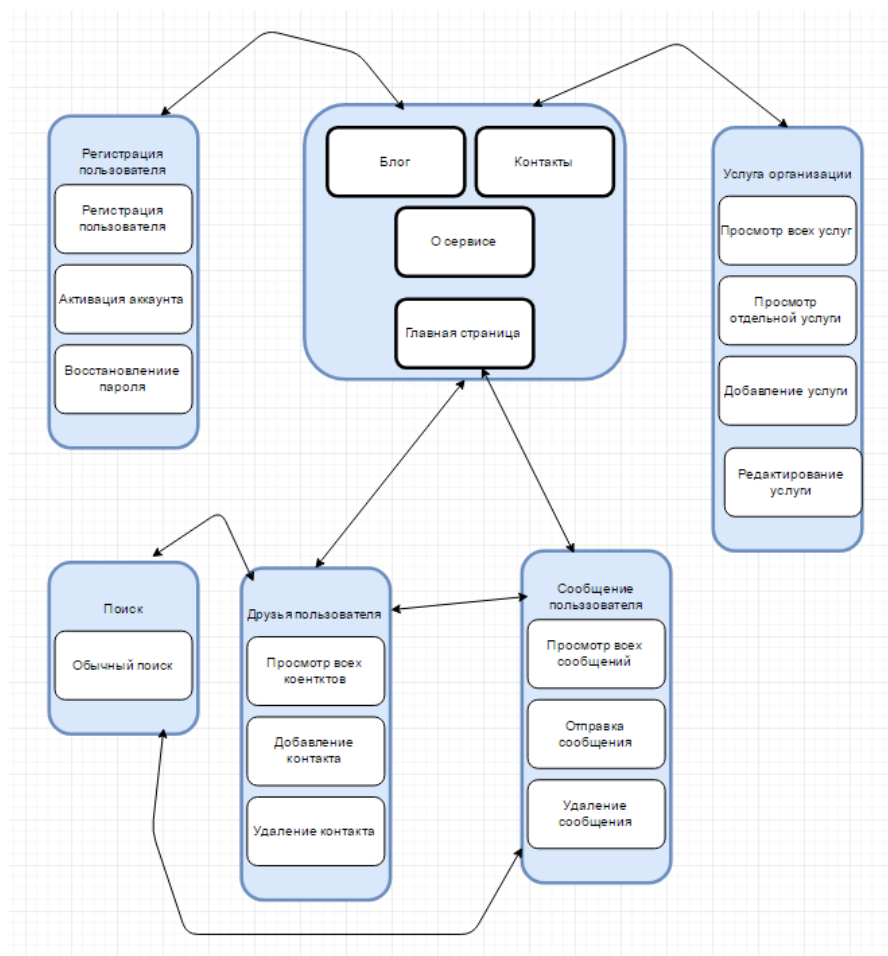 Регистрация
пользователя
Регистрация
пользователя
Активация аккаунта
Восстановлениие
пароля
Блог
Контакты
О сервисе
Главная страница
Услуга организации
Просмотр всех услуг
Просмотр
отдельной услуги
Добавление услуги
Редактирование
услуги
Поиск
Обычный поиск
Друзья пользователя
Просмотр всех
коентктов
Добавление
контакта
Удаление контакта
Сообщение
польззователя
Просмотр всех
сообщений
Отправка
сообщения
Удаление
сообщения